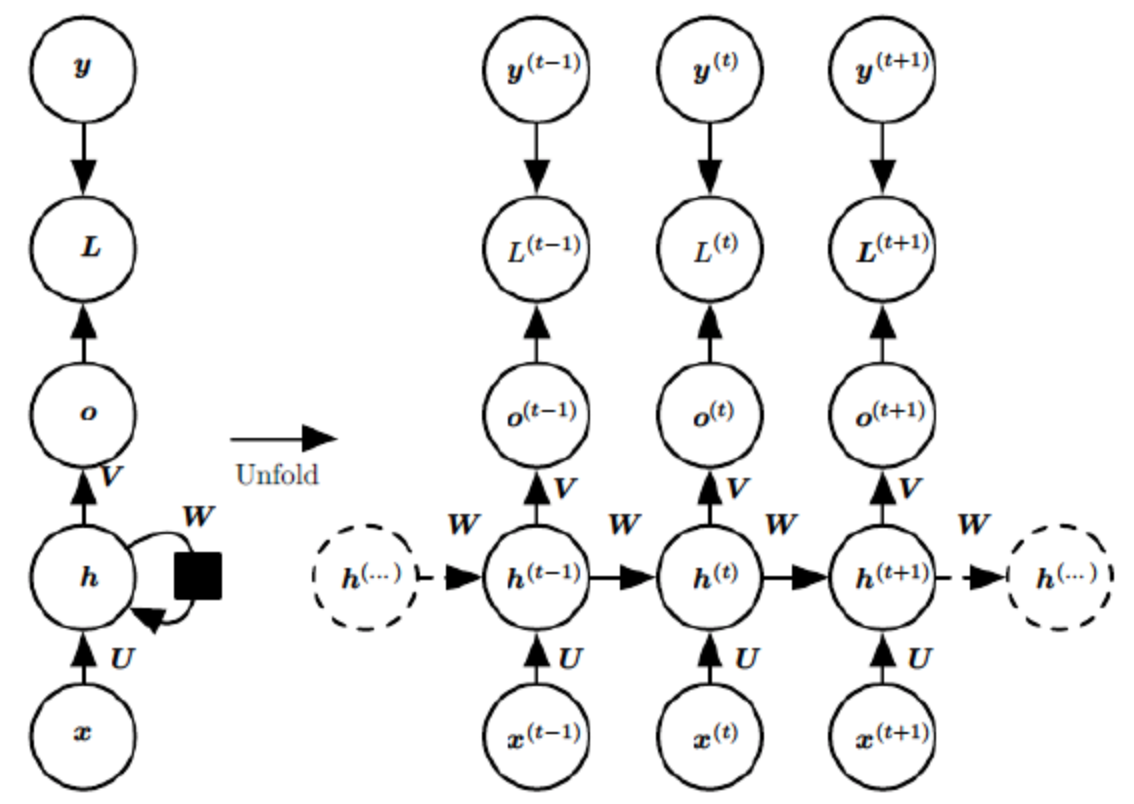 y y^(t−1) y^(t) y^(t+1)
L L^(t−1) L^(t) L^(t+1)
o o^(t−1) o^(t) o^(t+1)
Unfold
V V V V
W W W W W
h h^(...) h^(t−1) h^(t) h^(t+1) h^(...)
U U U U
x x^(t−1) x^(t) x^(t+1)